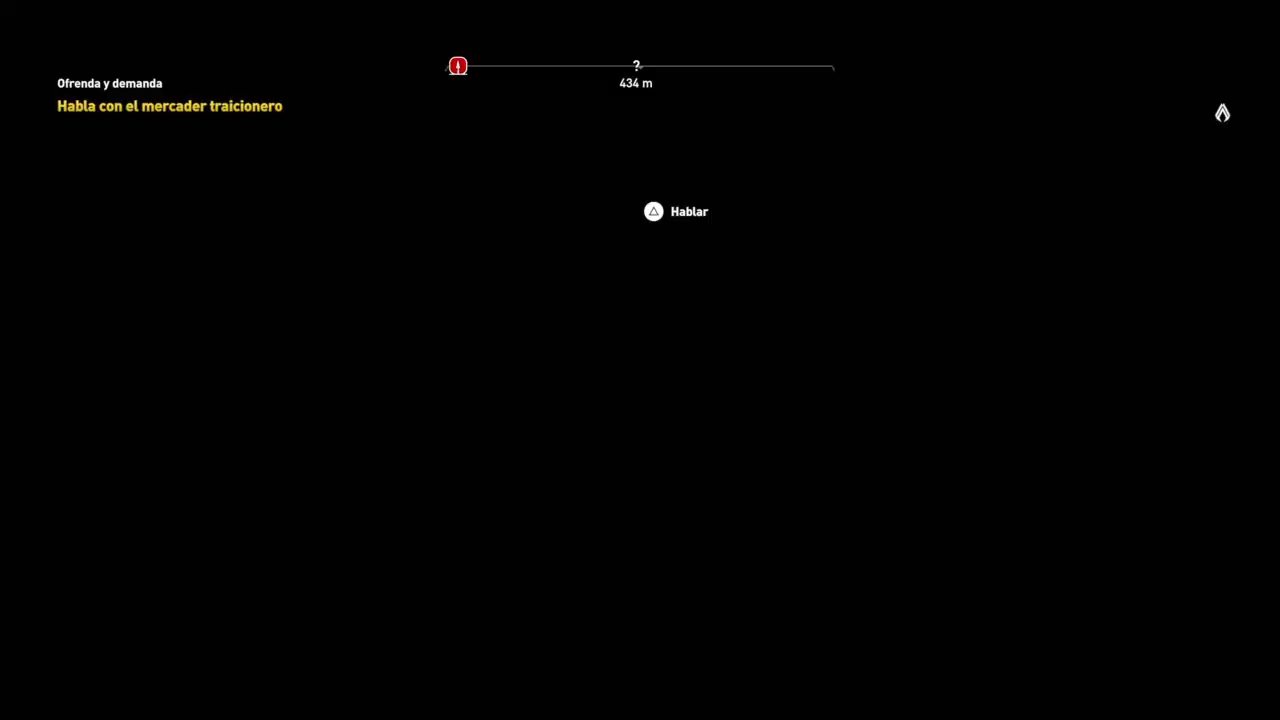 ?
434 m
Ofrenda y demanda
Habla con el mercader traicionero
Hablar